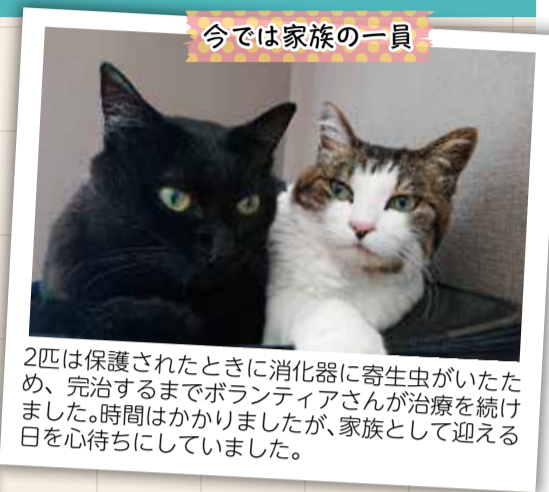 今では家族の一員
2匹は保護されたときに消化器に寄生虫がいたた
め、完治するまでボランティアさんが治療を続け
ました。時間はかかりましたが、家族として迎える
日を心待ちにしていました。